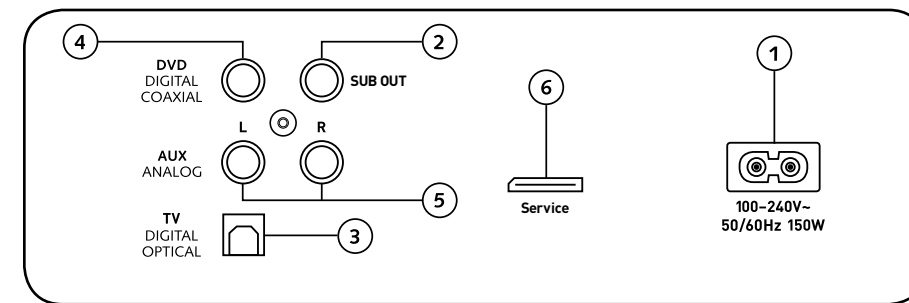 4
2
1
DVD
DIGITAL
COAXIAL
SUB OUT
6
L
R
AUX
ANALOG
5
Service
100–240V~
50/60Hz 150W
TV
DIGITAL
OPTICAL
3